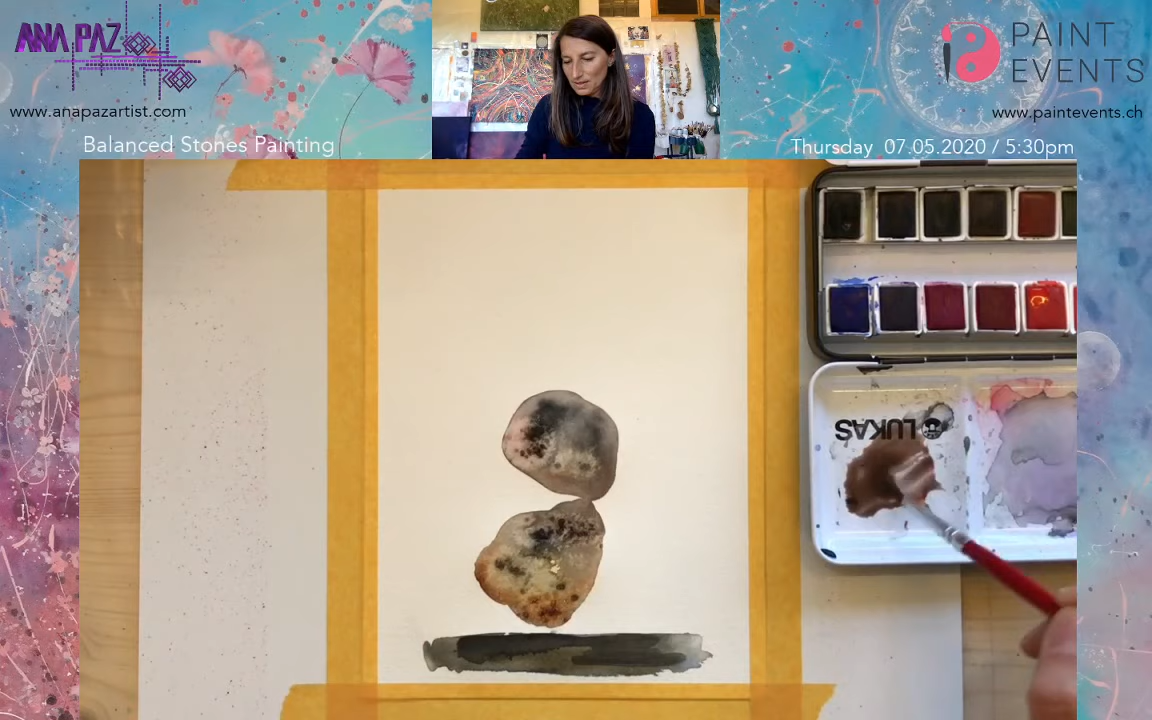 ANA PAZ
www.anapazartist.com
Balanced Stones Painting
PAINT
EVENTS
www.paintevents.ch
Thursday 07.05.2020 / 5:30pm
LUKAS